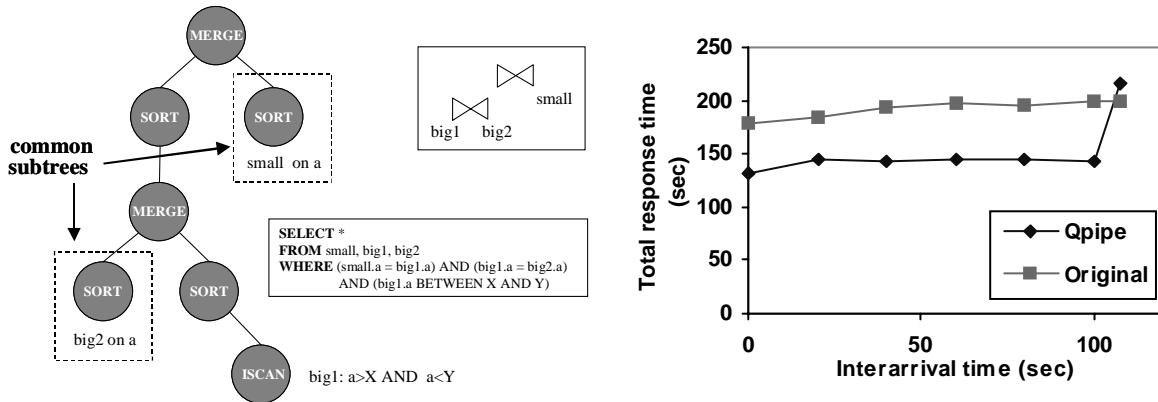 MERGE
SORT
SORT
small on a
common
subtrees
MERGE
SORT
SORT
big2 on a
ISCAN
big1: a>X AND a<Y
small
big1 big2
SELECT *
FROM small, big1, big2
WHERE (small.a = big1.a) AND (big1.a = big2.a)
AND (big1.a BETWEEN X AND Y)
Total response time
(sec)
250
200
150
100
50
0
0 50 100
Interarrival time (sec)
Qpipe
Original